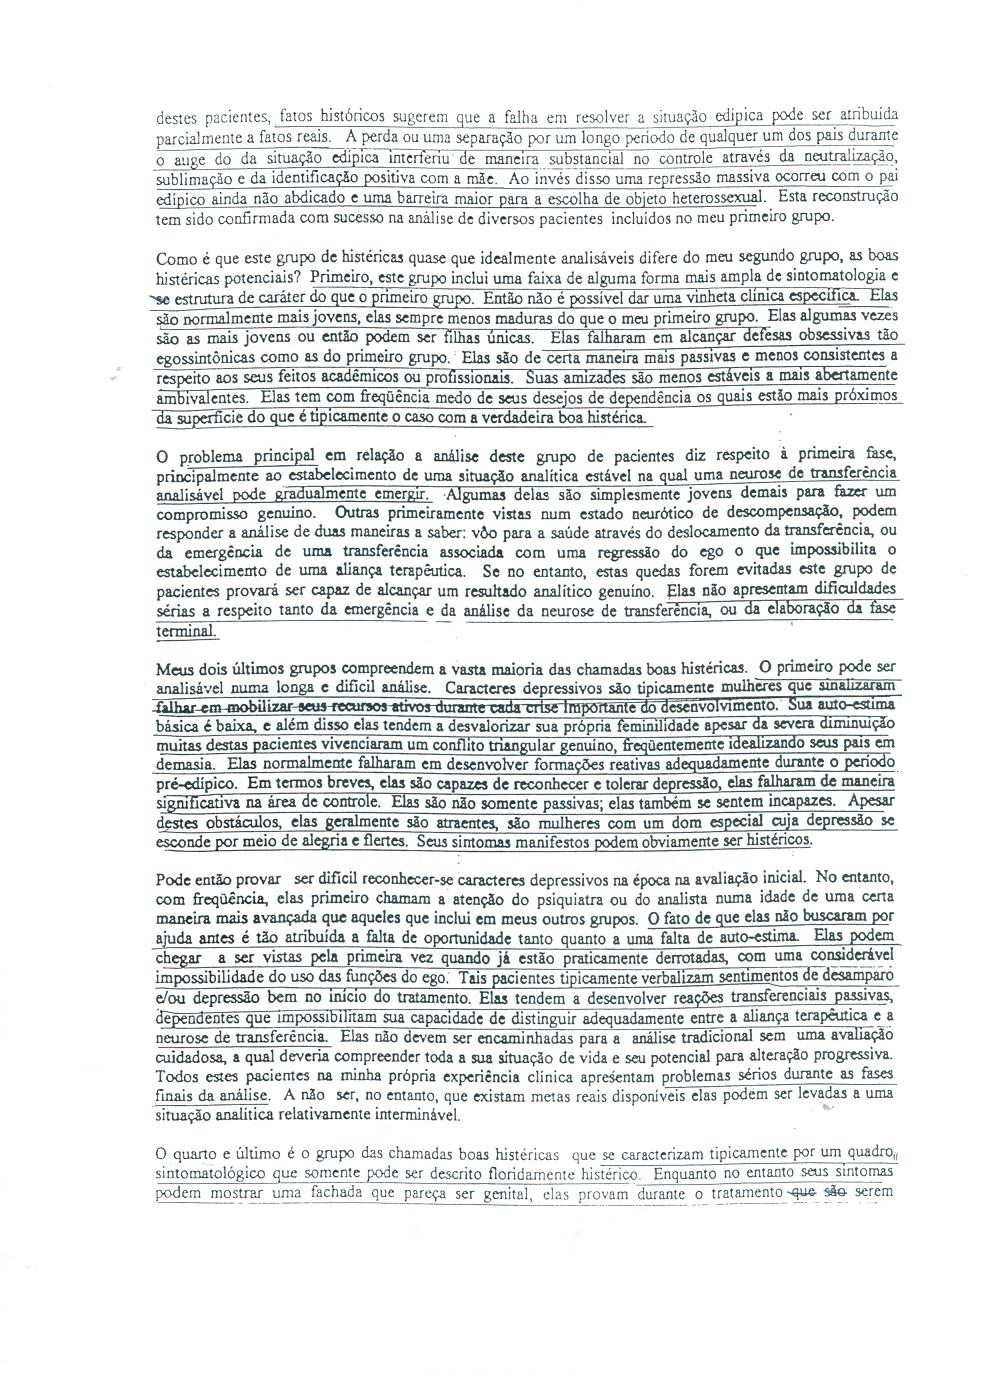 destes pacientes, fatos históricos sugerem que a falha em resolver a situação edípica pode ser atribuída
parcialmente a fatos reais. A perda ou uma separação por um longo período de qualquer um dos pais durante
o auge do da situação edípica interferiu de maneira substancial no controle através da neutralização,
sublimação e da identificação positiva com a mãe. Ao invés disso uma repressão massiva ocorreu com o pai
edípico ainda não abdicado e uma barreira maior para a escolha de objeto heterossexual. Esta reconstrução
tem sido confirmada com sucesso na análise de diversos pacientes incluídos no meu primeiro grupo.

Como é que este grupo de histéricas quase que idealmente analisáveis difere do meu segundo grupo, as boas
histéricas potenciais? Primeiro, este grupo inclui uma faixa de alguma forma mais ampla de sintomatologia e
se estrutura de caráter do que o primeiro grupo. Então não é possível dar uma vinheta clínica específica. Elas
são normalmente mais jovens, elas sempre menos maduras do que o meu primeiro grupo. Elas algumas vezes
são as mais jovens ou então podem ser filhas únicas. Elas falharam em alcançar defesas obsessivas tão
egossintônicas como as do primeiro grupo. Elas são de certa maneira mais passivas e menos consistentes a
respeito aos seus feitos acadêmicos ou profissionais. Suas amizades são menos estáveis a mais abertamente
ambivalentes. Elas tem com freqüência medo de seus desejos de dependência os quais estão mais próximos
da superfície do que é tipicamente o caso com a verdadeira boa histérica.

O problema principal em relação a análise deste grupo de pacientes diz respeito à primeira fase,
principalmente ao estabelecimento de uma situação analítica estável na qual uma neurose de transferência
analisável pode gradualmente emergir. Algumas delas são simplesmente jovens demais para fazer um
compromisso genuíno. Outras primeiramente vistas num estado neurótico de descompensação, podem
responder a análise de duas maneiras a saber: vôo para a saúde através do deslocamento da transferência, ou
da emergência de uma transferência associada com uma regressão do ego o que impossibilita o
estabelecimento de uma aliança terapêutica. Se no entanto, estas quedas forem evitadas este grupo de
pacientes provará ser capaz de alcançar um resultado analítico genuíno. Elas não apresentam dificuldades
sérias a respeito tanto da emergência e da análise da neurose de transferência, ou da elaboração da fase
terminal.

Meus dois últimos grupos compreendem a vasta maioria das chamadas boas histéricas. O primeiro pode ser
analisável numa longa e difícil análise. Caracteres depressivos são tipicamente mulheres que sinalizaram
falhar em mobilizar seus recursos ativos durante cada crise importante do desenvolvimento. Sua auto-estima
básica é baixa, e além disso elas tendem a desvalorizar sua própria feminilidade apesar da severa diminuição
muitas destas pacientes vivenciaram um conflito triangular genuíno, freqüentemente idealizando seus pais em
demasia. Elas normalmente falharam em desenvolver formações reativas adequadamente durante o período
pré-edípico. Em termos breves, elas são capazes de reconhecer e tolerar depressão, elas falharam de maneira
significativa na área de controle. Elas são não somente passivas; elas também se sentem incapazes. Apesar
destes obstáculos, elas geralmente são atraentes, são mulheres com um dom especial cuja depressão se
esconde por meio de alegria e flertes. Seus sintomas manifestos podem obviamente ser histéricos.

Pode então provar ser difícil reconhecer-se caracteres depressivos na época na avaliação inicial. No entanto,
com freqüência, elas primeiro chamam a atenção do psiquiatra ou do analista numa idade de uma certa
maneira mais avançada que aqueles que inclui em meus outros grupos. O fato de que elas não buscaram por
ajuda antes é tão atribuída a falta de oportunidade tanto quanto a uma falta de auto-estima. Elas podem
chegar a ser vistas pela primeira vez quando já estão praticamente derrotadas, com uma considerável
impossibilidade do uso das funções do ego. Tais pacientes tipicamente verbalizam sentimentos de desamparo
e/ou depressão bem no início do tratamento. Elas tendem a desenvolver reações transferenciais passivas,
dependentes que impossibilitam sua capacidade de distinguir adequadamente entre a aliança terapêutica e a
neurose de transferência. Elas não devem ser encaminhadas para a análise tradicional sem uma avaliação
cuidadosa, a qual deveria compreender toda a sua situação de vida e seu potencial para alteração progressiva.
Todos estes pacientes na minha própria experiência clínica apresentam problemas sérios durante as fases
finais da análise. A não ser, no entanto, que existam metas reais disponíveis elas podem ser levadas a uma
situação analítica relativamente interminável.

O quarto e último é o grupo das chamadas boas histéricas que se caracterizam tipicamente por um quadro
sintomatológico que somente pode ser descrito floridamente histérico. Enquanto no entanto seus sintomas
podem mostrar uma fachada que pareça ser genital, elas provam durante o tratamento que são serem